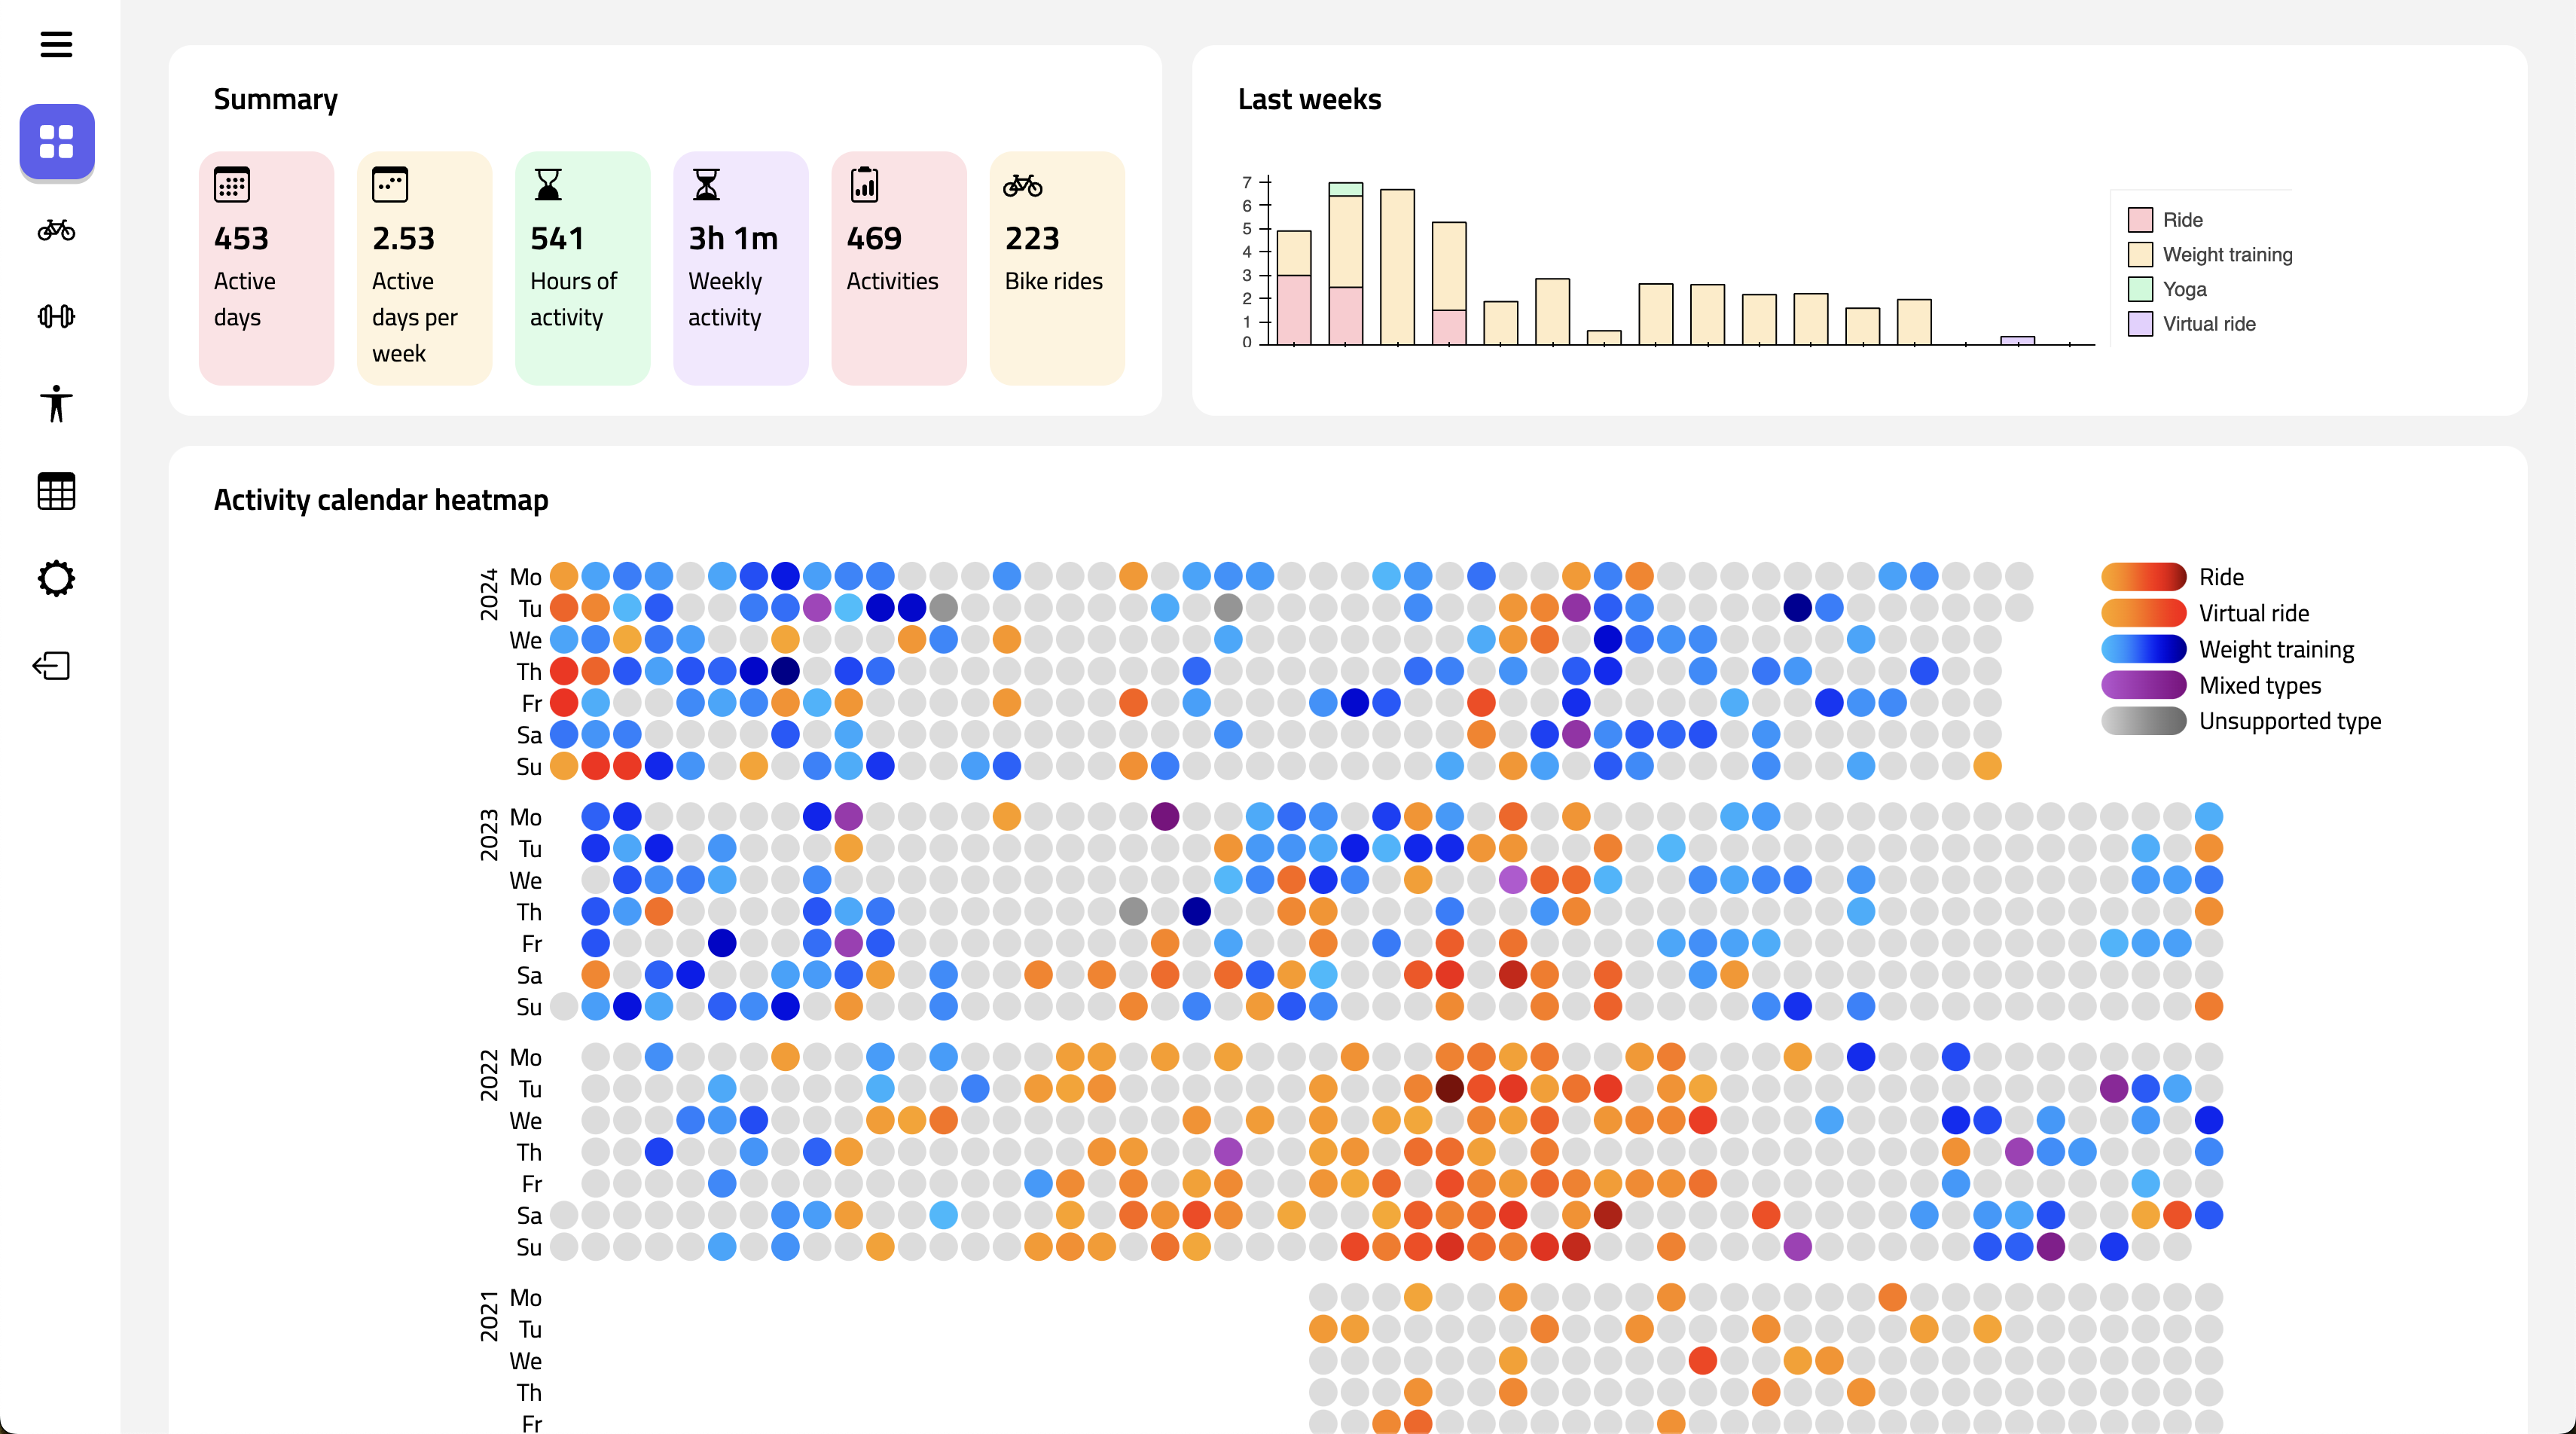 Summary
453
Active
days
2.53
Active
days per
week
541
Hours of
activity
3h 1m
Weekly
activity
469
Activities
223
Bike rides
Last weeks
7
6
5
4
3
2
1
0
Ride
Weight training
Yoga
Virtual ride
Activity calendar heatmap
2024
Mo
Tu
We
Th
Fr
Sa
Su
Ride
Virtual ride
Weight training
Mixed types
Unsupported type
2023
Mo
Tu
We
Th
Fr
Sa
Su
2022
Mo
Tu
We
Th
Fr
Sa
Su
2021
Mo
Tu
We
Th
Fr